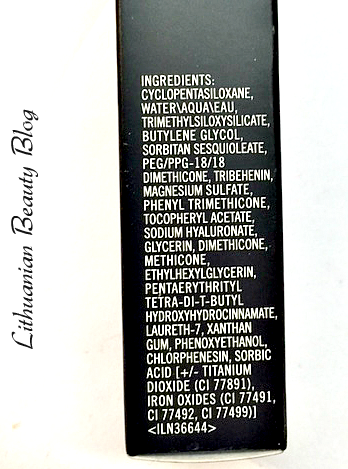 INGREDIENTS:
CYCLOPENTASILOXANE,
WATER\AQUA\EAU,
TRIMETHYLSILOXYSILICATE,
BUTYLENE GLYCOL,
SORBITAN SESQUIOLEATE,
PEG/PPG-18/18
DIMETHICONE, TRIBEHENIN,
MAGNESIUM SULFATE,
PHENYL TRIMETHICONE,
TOCOPHERYL ACETATE,
SODIUM HYALURONATE,
GLYCERIN, DIMETHICONE,
METHICONE,
ETHYLHEXYLGLYCERIN,
PENTAERYTHRITYL
TETRA-DI-T-BUTYL
HYDROXYHYDROCINNAMATE,
LAURETH-7, XANTHAN
GUM, PHENOXYETHANOL,
CHLORPHENESIN, SORBIC
ACID [+/- TITANIUM
DIOXIDE (CI 77891),
IRON OXIDES (CI 77491,
CI 77492, CI 77499)]
<ILN36644>
Lithuanian Beauty Blog